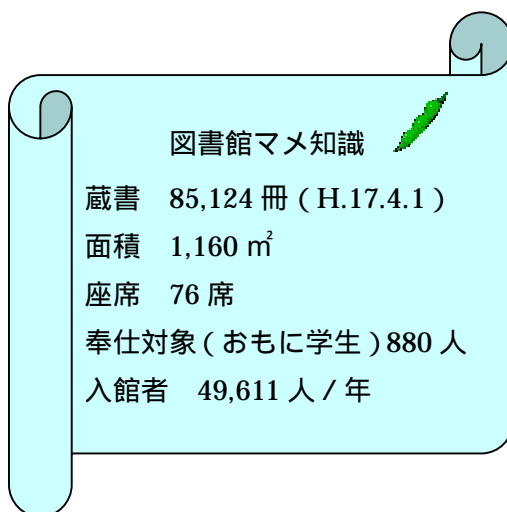 図書館マメ知識
蔵書 85,124 冊 ( H.17.4.1 )
面積 1,160 ㎡
座席 76 席
奉仕対象 ( おもに学生 ) 880 人
入館者 49,611 人 / 年